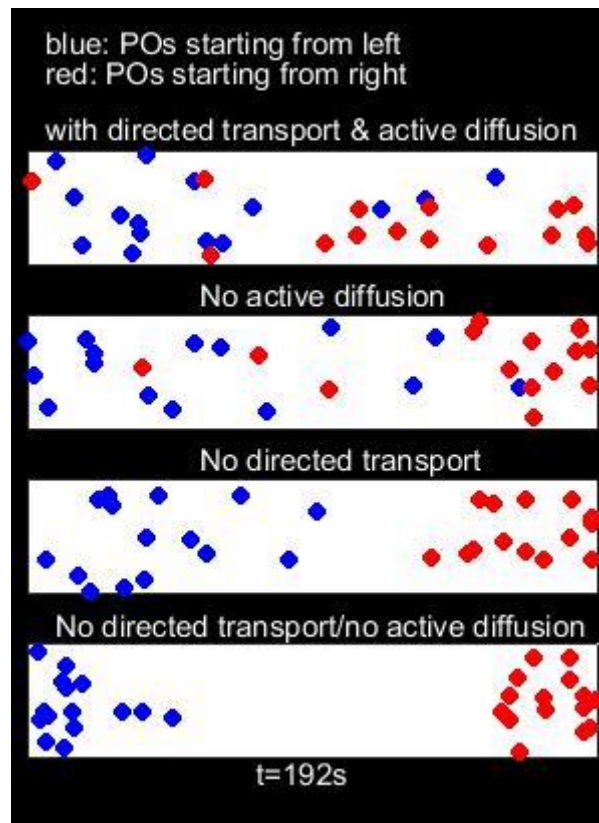 blue: POs starting from left
red: POs starting from right
with directed transport & active diffusion
No active diffusion
No directed transport
No directed transport/no active diffusion
t=192s